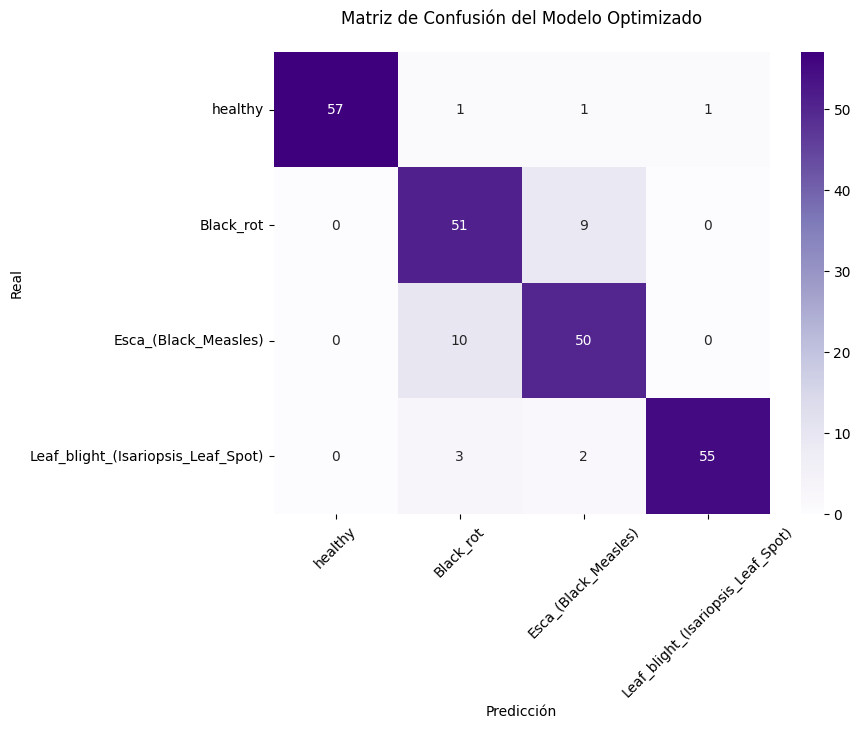 Matriz de Confusión del Modelo Optimizado
healthy 57 1 1 1
Black_rot 0 51 9 0
Esca_(Black_Measles) 0 10 50 0
Leaf_blight_(Isariopsis_Leaf_Spot) 0 3 2 55
Real
healthy
Black_rot
Esca_(Black_Measles)
Leaf_blight_(Isariopsis_Leaf_Spot)
Predicción
50
40
30
20
10
0